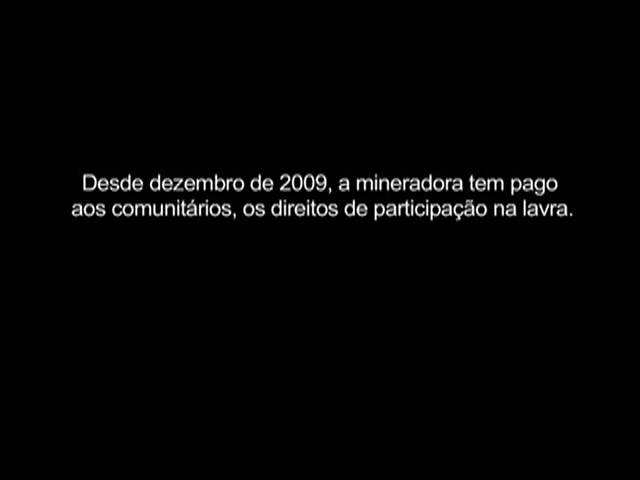 Desde dezembro de 2009, a mineradora tem pago
aos comunitários, os direitos de participação na lavra.